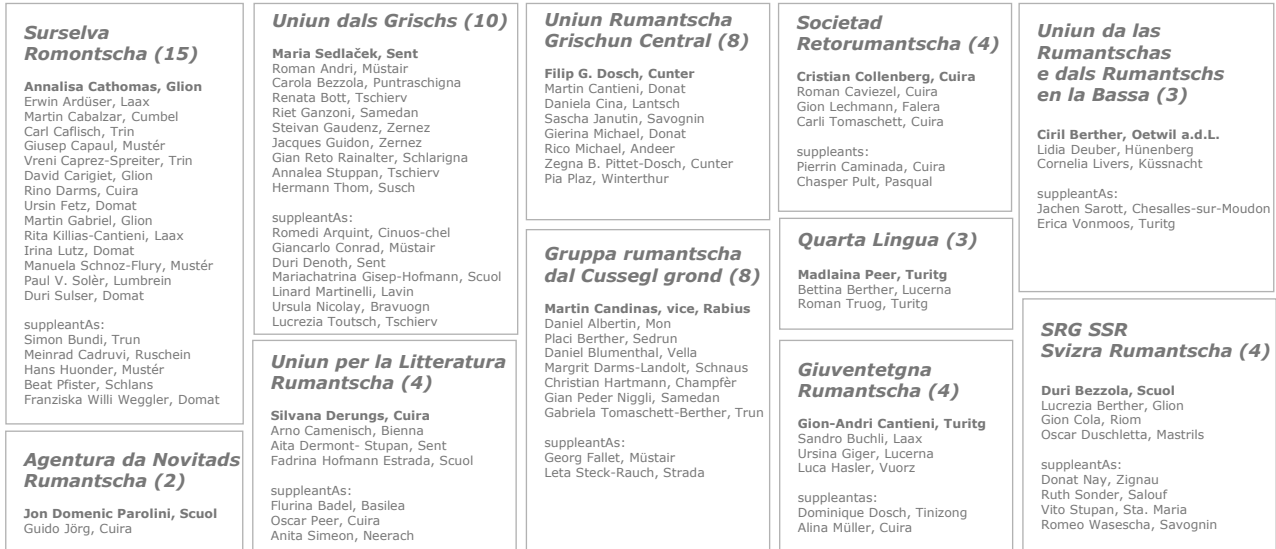 Surselva
Romontscha (15)
Annalisa Cathomas, Glion
Erwin Ardüser, Laax
Martin Cabalzar, Cumbel
Carl Caflisch, Trin
Giusep Capaul, Mustér
Vreni Caprez-Spreiter, Trin
David Carigiet, Glion
Rino Darms, Cuira
Ursin Fetz, Domat
Martin Gabriel, Glion
Rita Killias-Cantieni, Laax
Irina Lutz, Domat
Manuela Schnoz-Flury, Mustér
Paul V. Solèr, Lumbrein
Duri Sulser, Domat
suppleantAs:
Simon Bundi, Trun
Meinrad Cadruvi, Ruschein
Hans Huonder, Mustér
Beat Pfister, Schlans
Franziska Willi Weggler, Domat
Agentura da Novitads
Rumantscha (2)
Jon Domenic Parolini, Scuol
Guido Jörg, Cuira
Uniun dals Grischs (10)
Maria Sedlaček, Sent
Roman Andri, Müstair
Carola Bezzola, Puntraschigna
Renata Bott, Tschierv
Riet Ganzoni, Samedan
Steivan Gaudenz, Zernez
Jacques Guidon, Zernez
Gian Reto Rainalter, Schlarigna
Annalea Stuppan, Tschierv
Hermann Thom, Susch
suppleantAs:
Romedi Arquint, Cinuos-chel
Giancarlo Conrad, Müstair
Duri Denoth, Sent
Mariachatrina Gisep-Hofmann, Scuol
Linard Martinelli, Lavin
Ursula Nicolay, Bravuogn
Lucrezia Toutsch, Tschierv
Uniun per la Litteratura
Rumantscha (4)
Silvana Derungs, Cuira
Arno Camenisch, Bienna
Aita Dermont- Stupan, Sent
Fadrina Hofmann Estrada, Scuol
suppleantAs:
Flurina Badel, Basilea
Oscar Peer, Cuira
Anita Simeon, Neerach
Uniun Rumantscha
Grischun Central (8)
Filip G. Dosch, Cunter
Martin Cantieni, Donat
Daniela Cina, Lantsch
Sascha Janutin, Savognin
Gierina Michael, Donat
Rico Michael, Andeer
Zegna B. Pittet-Dosch, Cunter
Pia Plaz, Winterthur
Gruppa rumantscha
dal Cussegl grond (8)
Martin Candinas, vice, Rabius
Daniel Albertin, Mon
Placi Berther, Sedrun
Daniel Blumenthal, Vella
Margrit Darms-Landolt, Schnaus
Christian Hartmann, Champfèr
Gian Peder Niggli, Samedan
Gabriela Tomaschett-Berther, Trun
suppleantAs:
Georg Fallet, Müstair
Leta Steck-Rauch, Strada
Societad
Retorumantscha (4)
Cristian Collenberg, Cuira
Roman Caviezel, Cuira
Gion Lechmann, Falera
Carli Tomaschett, Cuira
suppleants:
Pierrin Caminada, Cuira
Chasper Pult, Pasqual
Quarta Lingua (3)
Madlaina Peer, Turitg
Bettina Berther, Lucerna
Roman Truog, Turitg
Giuventetgna
Rumantscha (4)
Gion-Andri Cantieni, Turitg
Sandro Buchli, Laax
Ursina Giger, Lucerna
Luca Hasler, Vuorz
suppleantas:
Dominique Dosch, Tinizong
Alina Müller, Cuira
Uniun da las
Rumantschas
e dals Rumantschs
en la Bassa (3)
Ciril Berther, Oetwil a.d.L.
Lidia Deuber, Hünenberg
Cornelia Livers, Küssnacht
suppleantAs:
Jachen Sarott, Chesalles-sur-Moudon
Erica Vonmoos, Turitg
SRG SSR
Svizra Rumantscha (4)
Duri Bezzola, Scuol
Lucrezia Berther, Glion
Gion Cola, Riom
Oscar Duschletta, Mastrils
suppleantAs:
Donat Nay, Zignau
Ruth Sonder, Salouf
Vito Stupan, Sta. Maria
Romeo Wasescha, Savognin